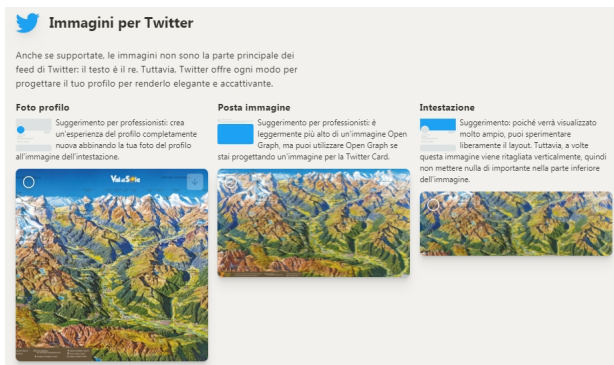 Immagini per Twitter
Anche se supportate, le immagini non sono la parte principale dei
feed di Twitter: il testo è il re. Tuttavia, Twitter offre ogni modo per
progettare il tuo profilo per renderlo elegante e accattivante.
Foto profilo
Suggerimento per professionisti: crea
un'esperienza del profilo completamente
nuova abbinando la tua foto del profilo
all'immagine dell'intestazione.
Posta immagine
Suggerimento per professionisti: è
leggermente più alto di un'immagine Open
Graph, ma puoi utilizzare Open Graph se
stai progettando un'immagine per la Twitter Card.
Intestazione
Suggerimento: poiché verrà visualizzato
molto ampio, puoi sperimentare
liberamente il layout. Tuttavia, a volte
questa immagine viene ritagliata verticalmente, quindi
non mettere nulla di importante nella parte inferiore
dell'immagine.
Val di Sole